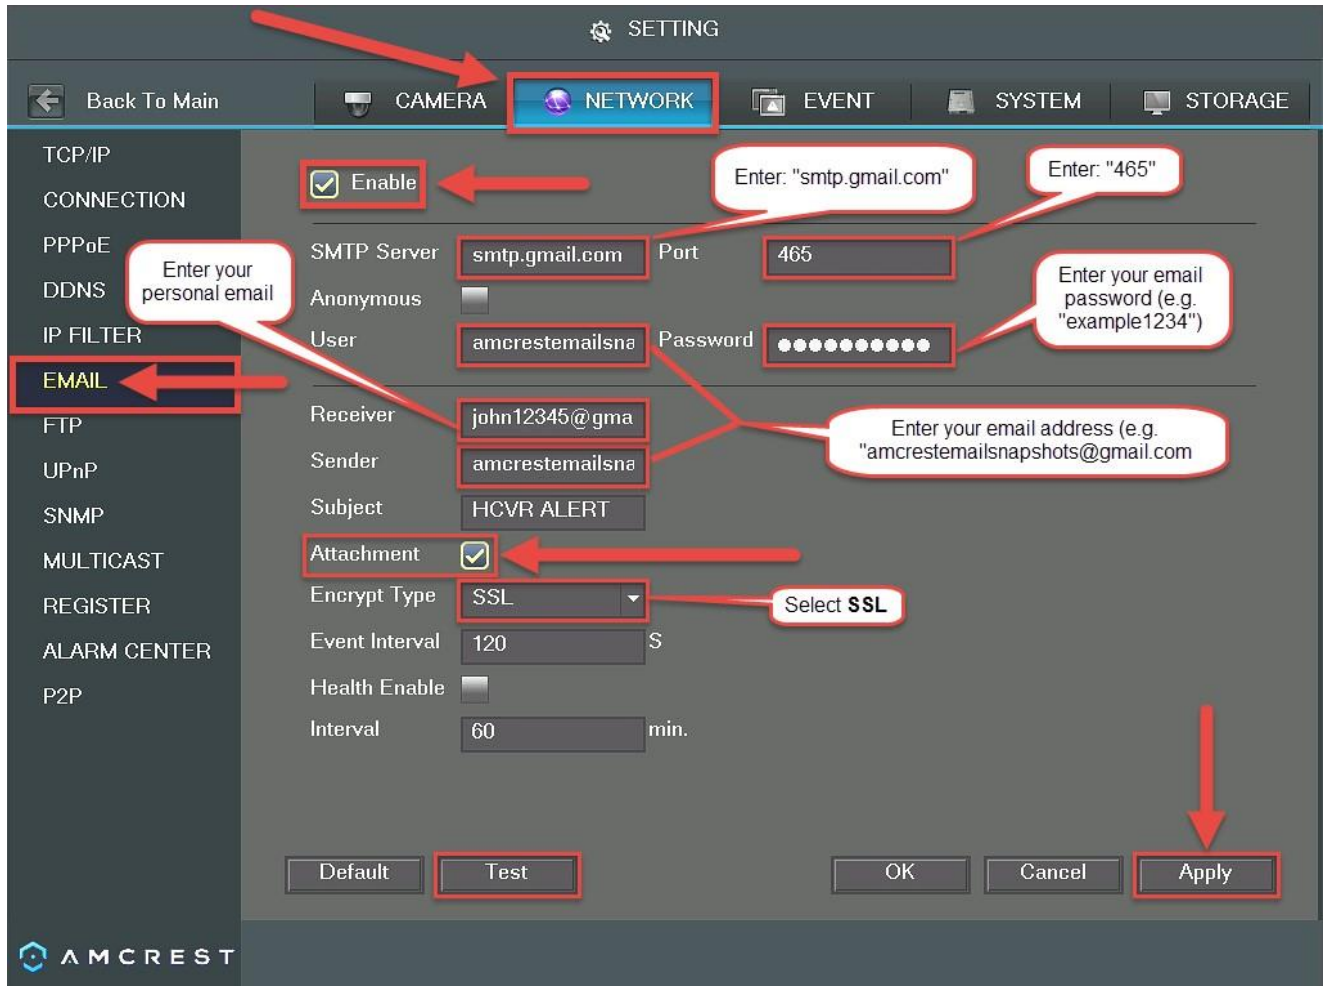 SETTING
Back To Main
CAMERA
NETWORK
EVENT
SYSTEM
STORAGE
TCP/IP
CONNECTION
PPPoE
DDNS
IP FILTER
EMAIL
FTP
UPnP
SNMP
MULTICAST
REGISTER
ALARM CENTER
P2P
Enable
Enter: "smtp.gmail.com"
Enter: "465"
SMTP Server smtp.gmail.com Port 465
Enter your
personal email
Anonymous
Enter your email
password (e.g.
"example1234")
User amcrestemailsna Password
Receiver john12345@gma
Enter your email address (e.g.
"amcrestemailsnapshots@gmail.com
Sender amcrestemailsna
Subject HCVR ALERT
Attachment
Encrypt Type SSL
Select SSL
Event Interval 120 S
Health Enable
Interval 60 min.
Default Test OK Cancel Apply
AMCREST